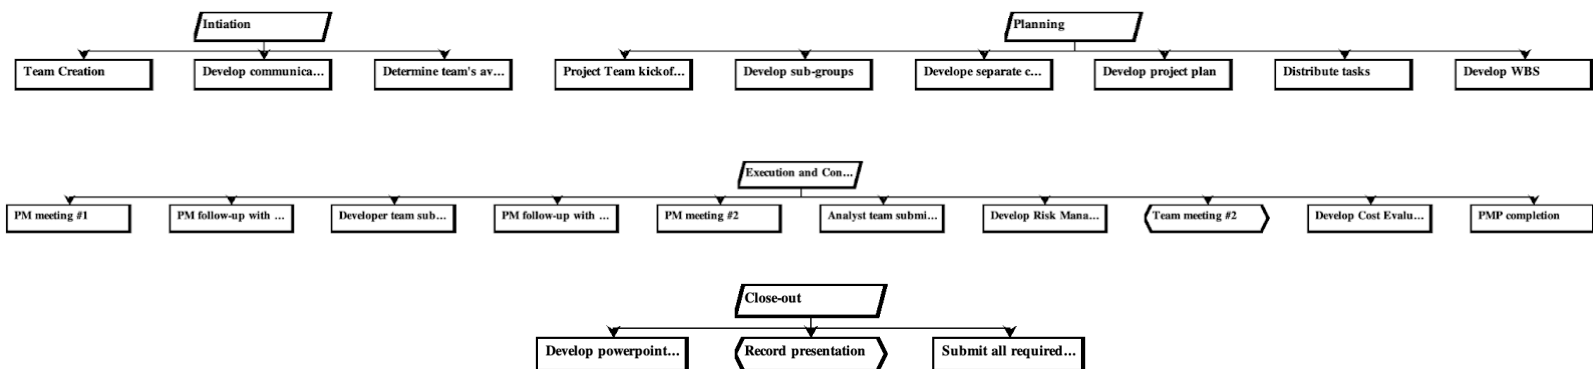 Intiation
Planning
Team Creation
Develop communica...
Determine team's av...
Project Team kickof...
Develop sub-groups
Develope separate c...
Develop project plan
Distribute tasks
Develop WBS
Execution and Con...
PM meeting #1
PM follow-up with ...
Developer team sub...
PM follow-up with ...
PM meeting #2
Analyst team submi...
Develop Risk Mana...
Team meeting #2
Develop Cost Evalu...
PMP completion
Close-out
Develop powerpoint...
Record presentation
Submit all required...